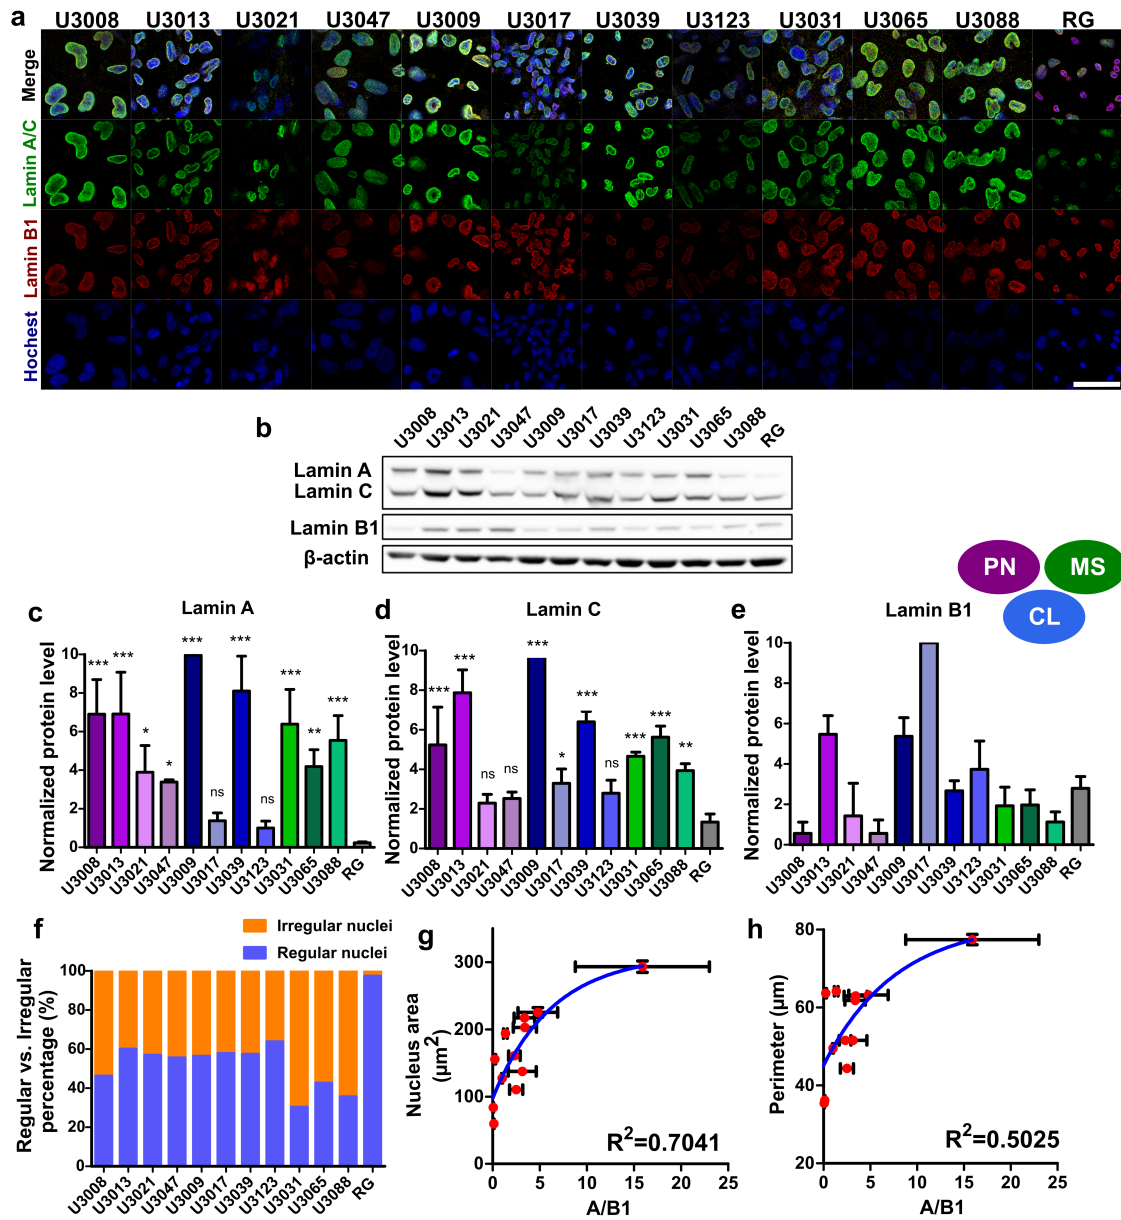 a
U3008 U3013 U3021 U3047 U3009 U3017 U3039 U3123 U3031 U3065 U3088 RG
Merge
Lamin A/C
Lamin B1
Hochest
b
U3008 U3013 U3021 U3047 U3009 U3017 U3039 U3123 U3031 U3065 U3088 RG
Lamin A
Lamin C
Lamin B1
β-actin
PN MS
CL
c
Lamin A
Normalized protein level
10
8
6
4
2
0
*** *** * * *** ns *** ns *** ** ***
U3008 U3013 U3021 U3047 U3009 U3017 U3039 U3123 U3031 U3065 U3088 RG
d
Lamin C
Normalized protein level
10
8
6
4
2
0
*** *** ns ns *** * *** ns *** *** **
U3008 U3013 U3021 U3047 U3009 U3017 U3039 U3123 U3031 U3065 U3088 RG
e
Lamin B1
Normalized protein level
10
8
6
4
2
0
U3008 U3013 U3021 U3047 U3009 U3017 U3039 U3123 U3031 U3065 U3088 RG
f
Irregular nuclei
Regular nuclei
Regular vs. Irregular
percentage (%)
100
80
60
40
20
0
U3008 U3013 U3021 U3047 U3009 U3017 U3039 U3123 U3031 U3065 U3088 RG
g
Nucleus area
(µm²)
300
200
100
0
R²=0.7041
0 5 10 15 20 25
A/B1
h
Perimeter (µm)
80
60
40
20
R²=0.5025
0 5 10 15 20 25
A/B1